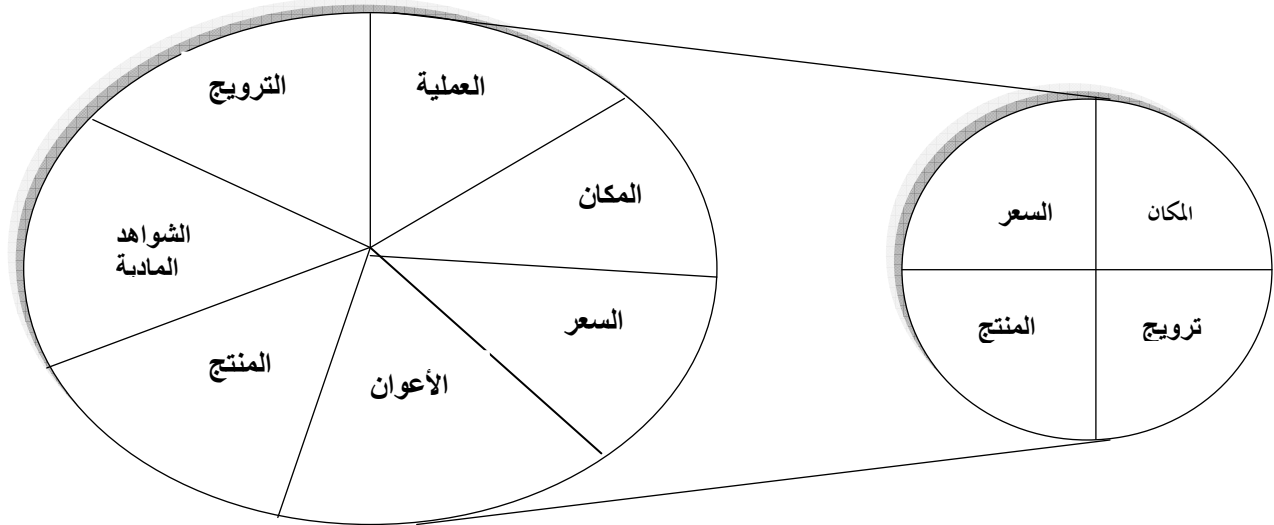 العملية
الترويج
المكان
الشواهد
المادية
السعر
المنتج
الأعوان
المكان
السعر
ترويج
المنتج